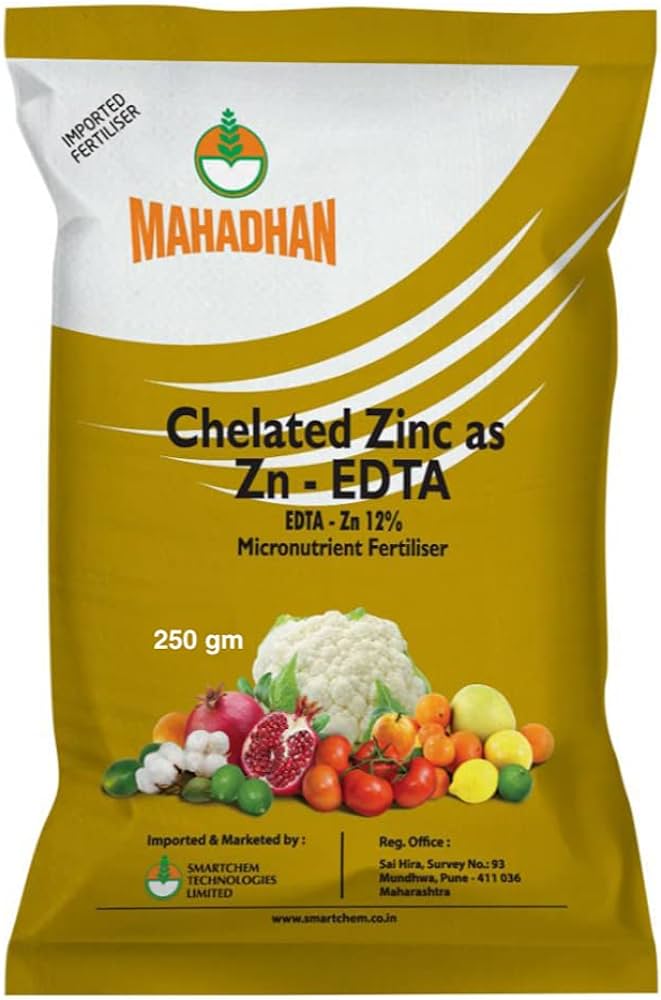 IMPORTED
FERTILISER
MAHADHAN
Chelated Zinc as
Zn - EDTA
EDTA - Zn 12%
Micronutrient Fertiliser
250 gm
Imported & Marketed by :
SMARTCHEM
TECHNOLOGIES
LIMITED
Reg. Office :
Sai Hira, Survey No.: 93
Mundhwa, Pune - 411 036
Maharashtra
www.smartchem.co.in